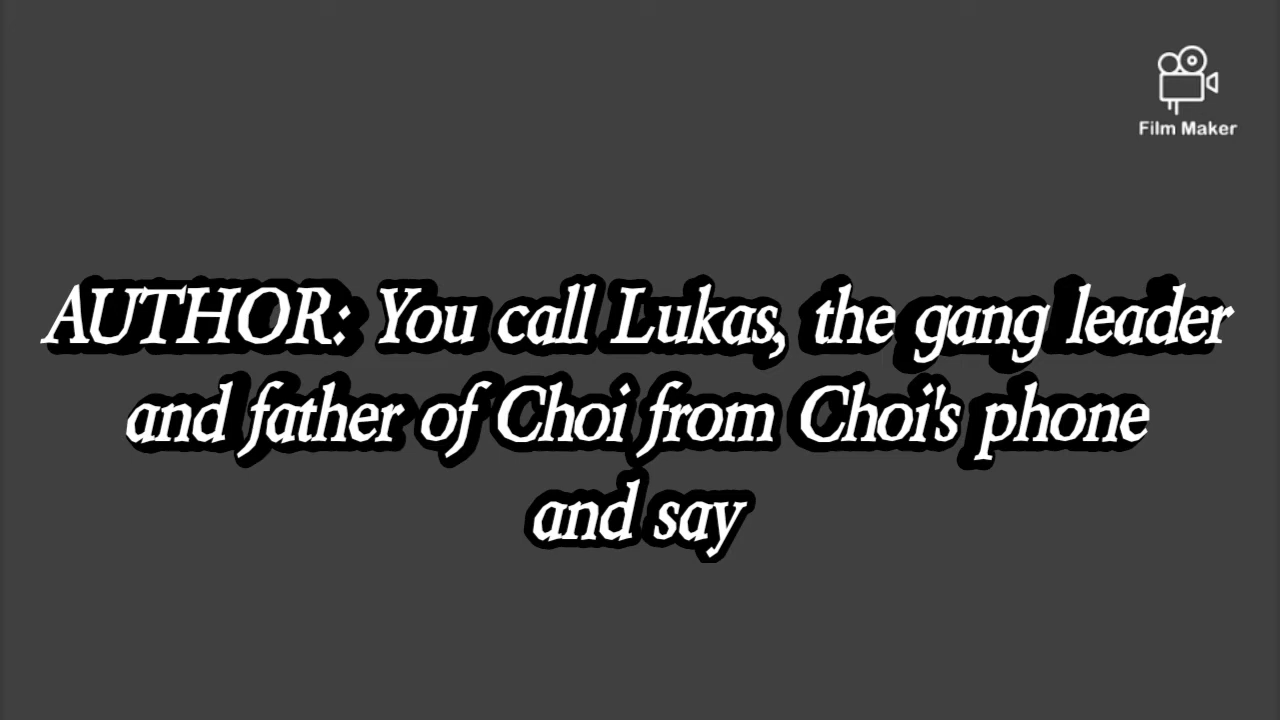 Film Maker
AUTHOR: You call Lukas, the gang leader
and father of Choi from Choi's phone
and say